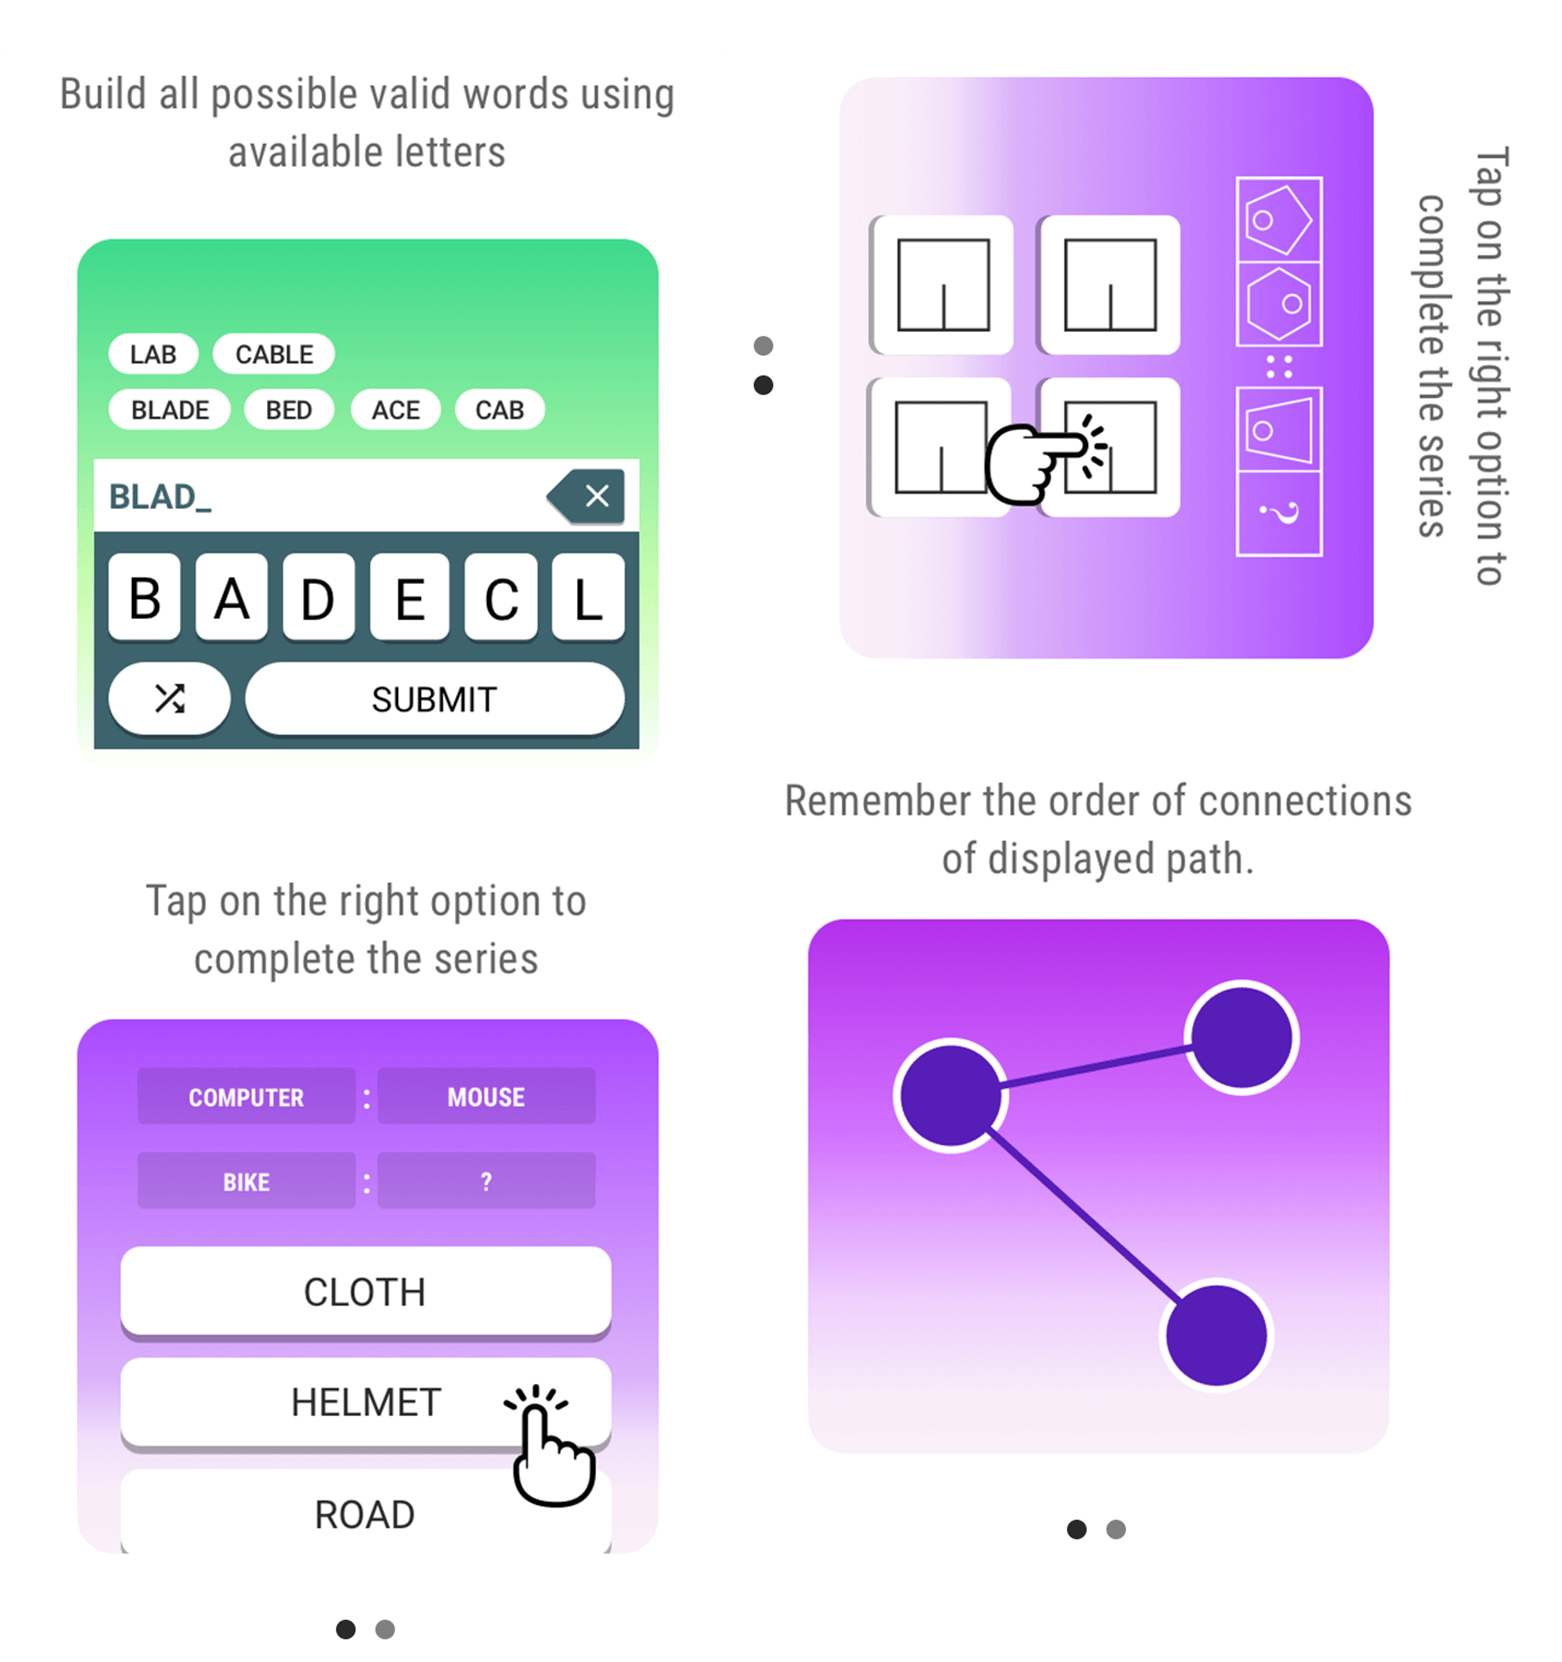 Build all possible valid words using
available letters
LAB CABLE
BLADE BED ACE CAB
BLAD_
B A D E C L
SUBMIT
Tap on the right option to
complete the series
?
Tap on the right option to
complete the series
COMPUTER : MOUSE
BIKE : ?
CLOTH
HELMET
ROAD
Remember the order of connections
of displayed path.